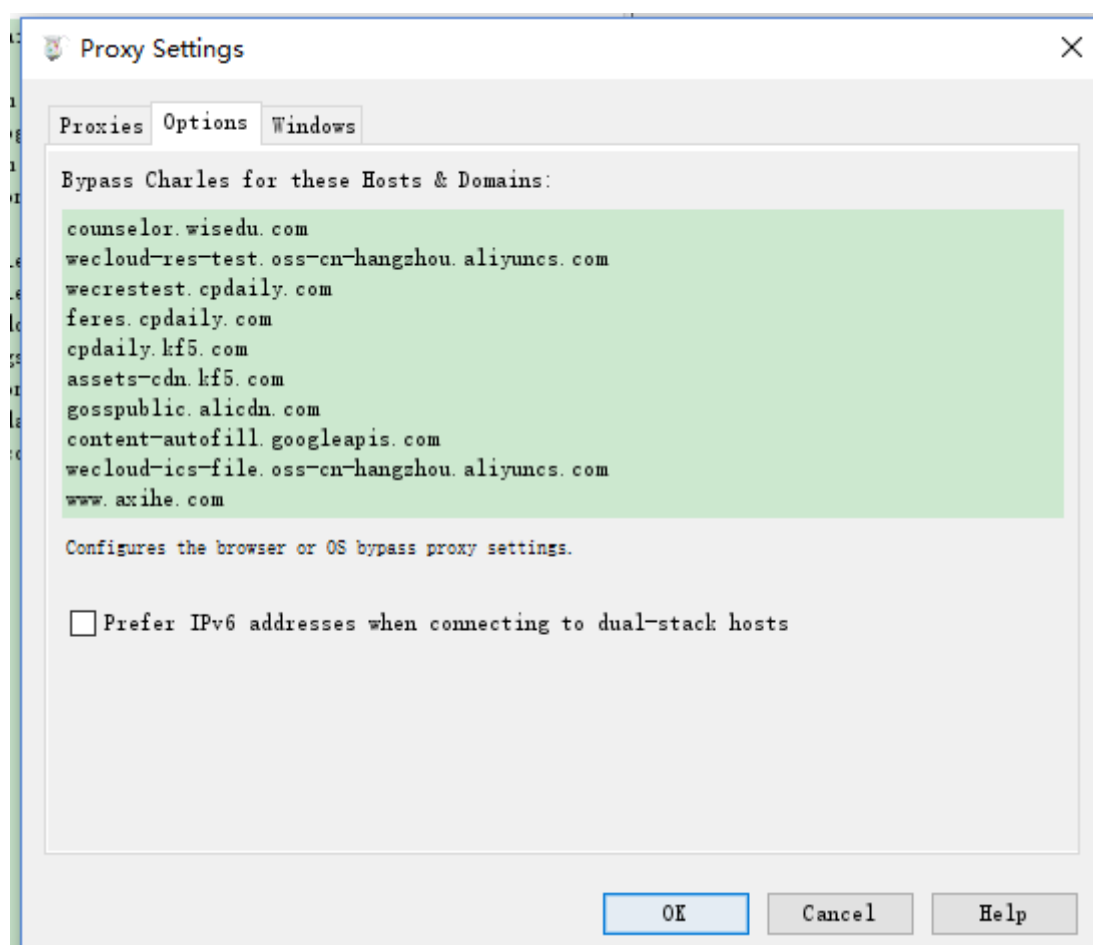 Proxy Settings
Proxies Options Windows
Bypass Charles for these Hosts & Domains:
counselor.wisedu.com
wecloud-res-test.oss-cn-hangzhou.aliyuncs.com
wecrestest.cpdaily.com
feres.cpdaily.com
cpdaily.kf5.com
assets-cdn.kf5.com
gosspublic.alicdn.com
content-autofill.googleapis.com
wecloud-ics-file.oss-cn-hangzhou.aliyuncs.com
www.axihe.com
Configures the browser or OS bypass proxy settings.
Prefer IPv6 addresses when connecting to dual-stack hosts
OK Cancel Help